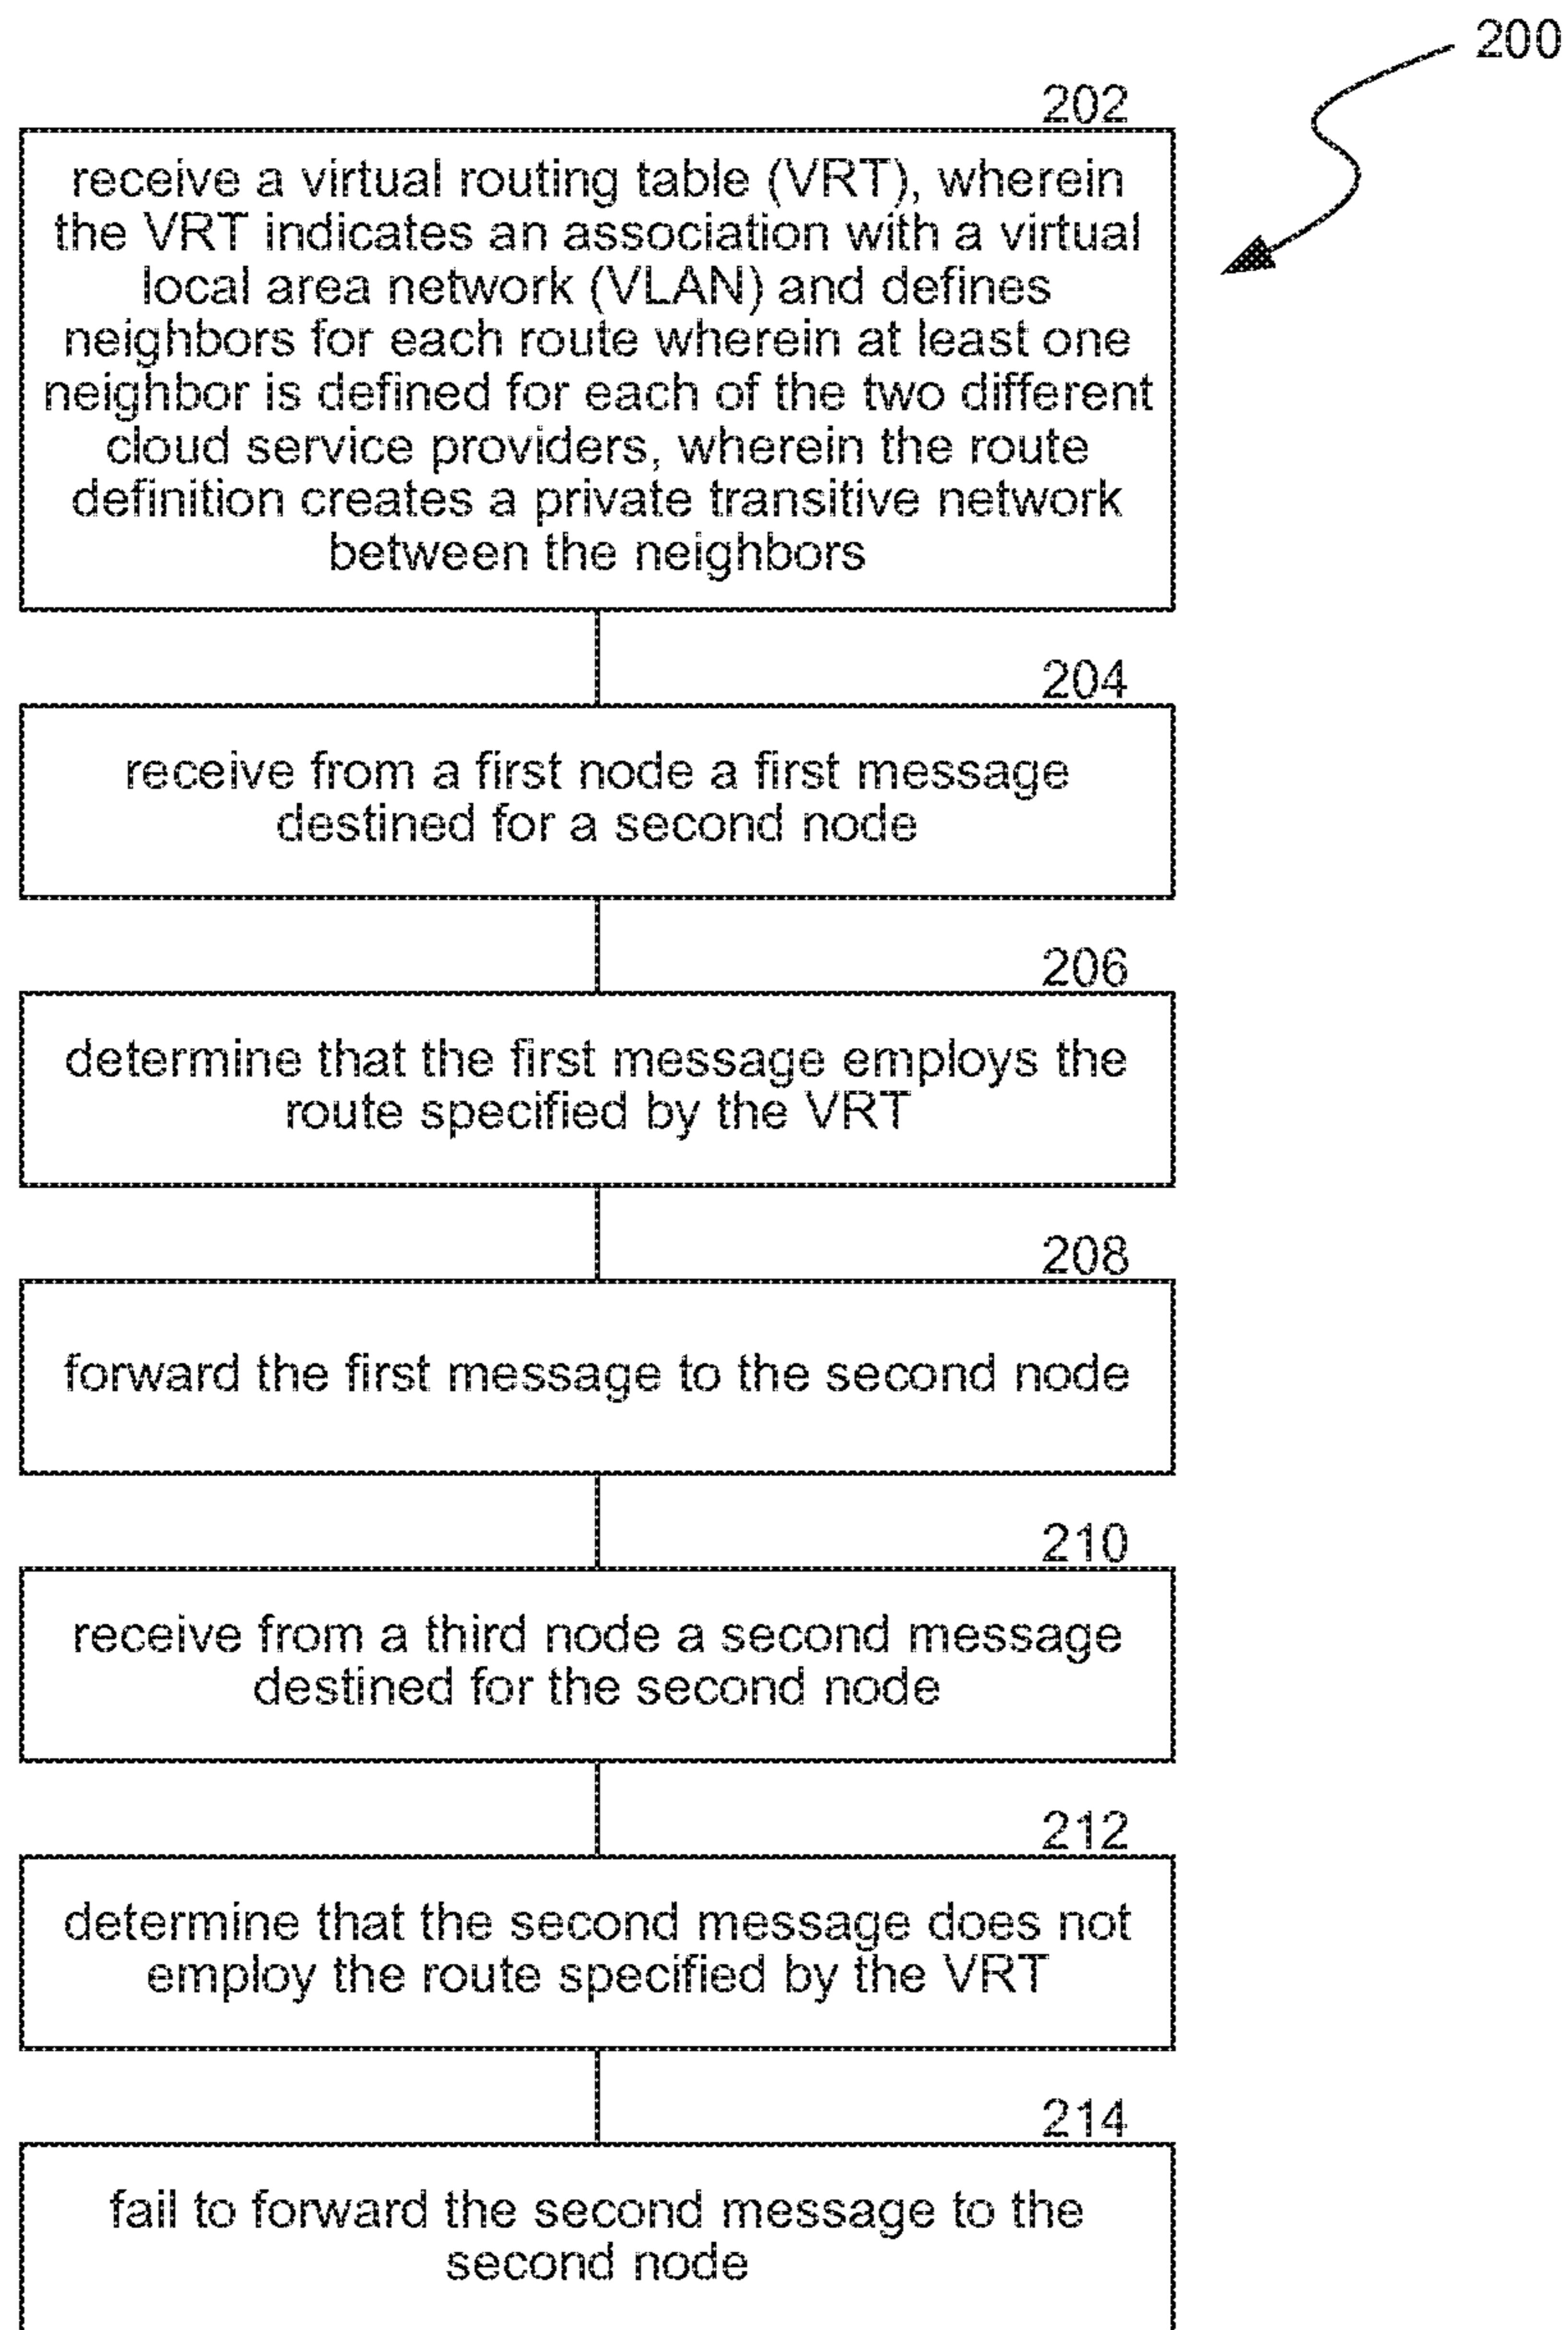 200
202
receive a virtual routing table (VRT), wherein
the VRT indicates an association with a virtual
local area network (VLAN) and defines
neighbors for each route wherein at least one
neighbor is defined for each of the two different
cloud service providers, wherein the route
definition creates a private transitive network
between the neighbors
204
receive from a first node a first message
destined for a second node
206
determine that the first message employs the
route specified by the VRT
208
forward the first message to the second node
210
receive from a third node a second message
destined for the second node
212
determine that the second message does not
employ the route specified by the VRT
214
fail to forward the second message to the
second node